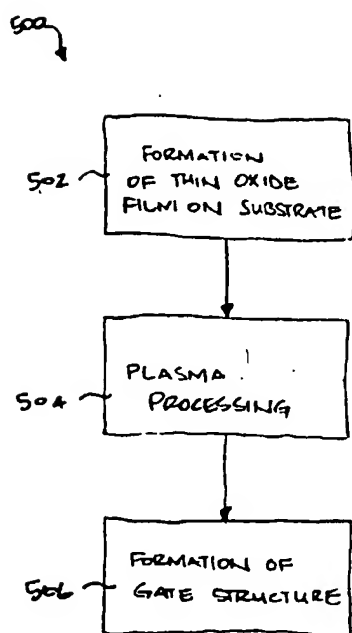 500
FORMATION
OF THIN OXIDE
FILM ON SUBSTRATE
502
PLASMA
PROCESSING
504
FORMATION OF
GATE STRUCTURE
506